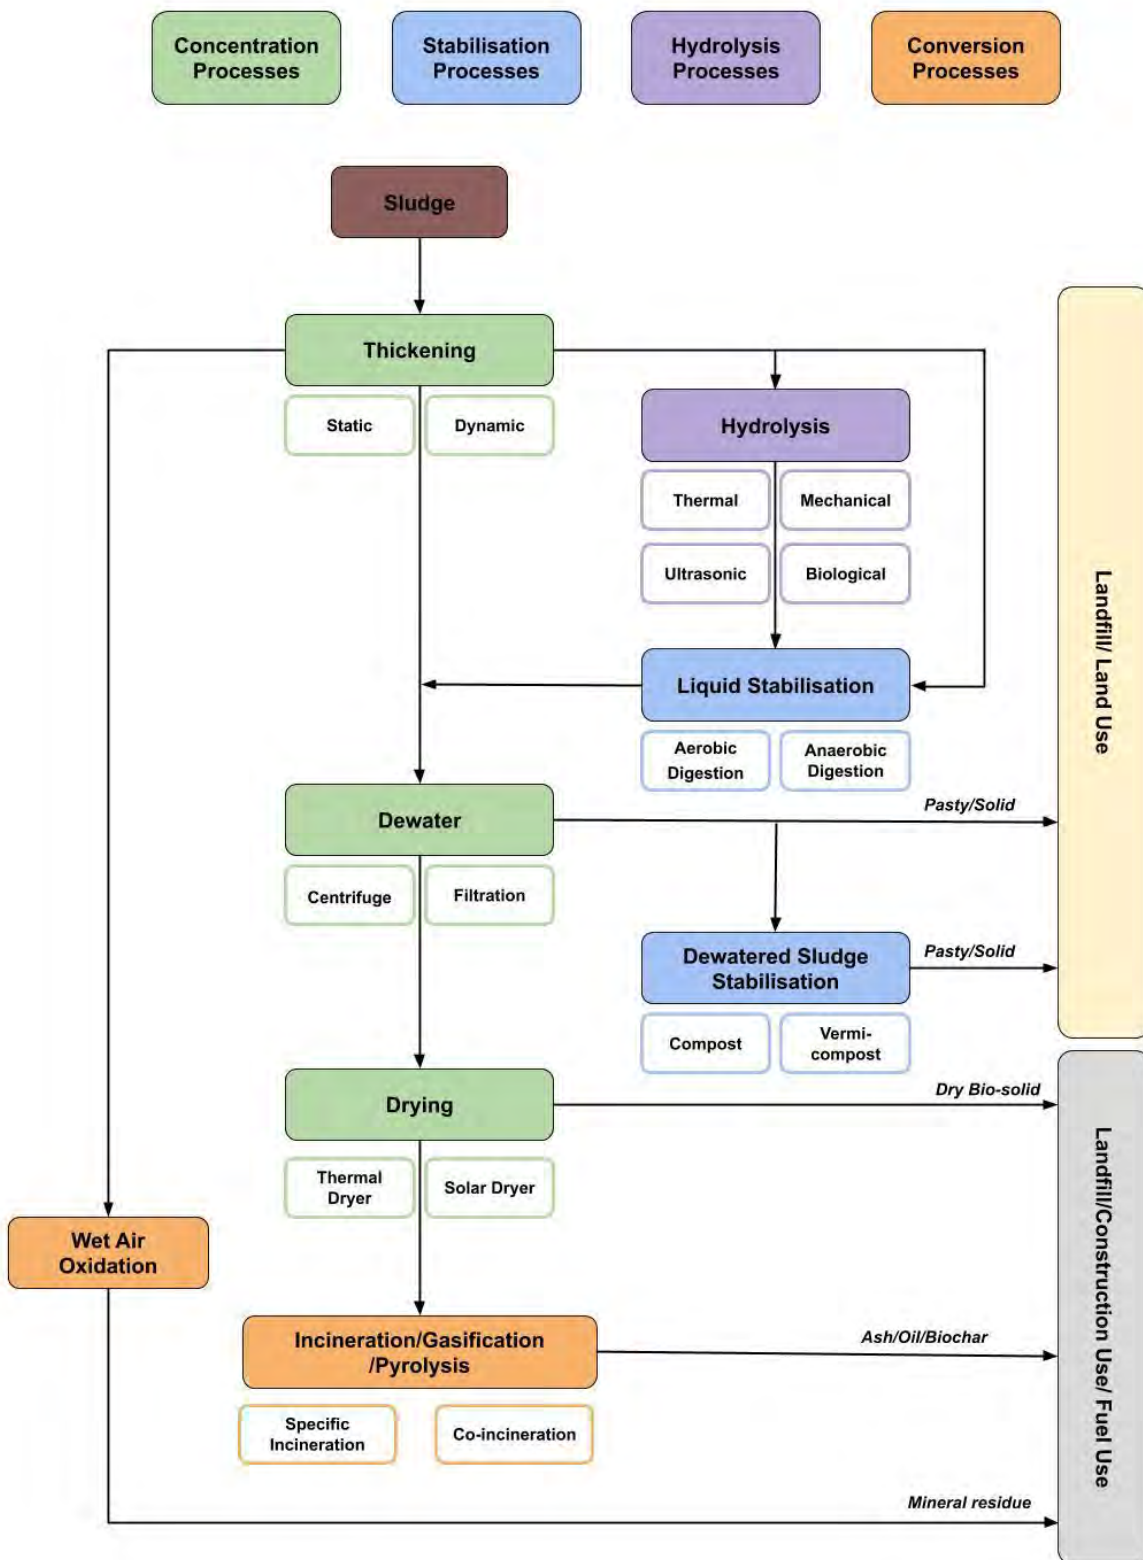 Concentration
Processes
Stabilisation
Processes
Hydrolysis
Processes
Conversion
Processes
Sludge
Thickening
Static
Dynamic
Hydrolysis
Thermal
Mechanical
Ultrasonic
Biological
Liquid Stabilisation
Aerobic
Digestion
Anaerobic
Digestion
Dewater
Pasty/Solid
Centrifuge
Filtration
Dewatered Sludge
Stabilisation
Pasty/Solid
Compost
Vermi-
compost
Landfill/ Land Use
Drying
Dry Bio-solid
Thermal
Dryer
Solar Dryer
Wet Air
Oxidation
Incineration/Gasification
/Pyrolysis
Ash/Oil/Biochar
Specific
Incineration
Co-incineration
Mineral residue
Landfill/Construction Use/ Fuel Use